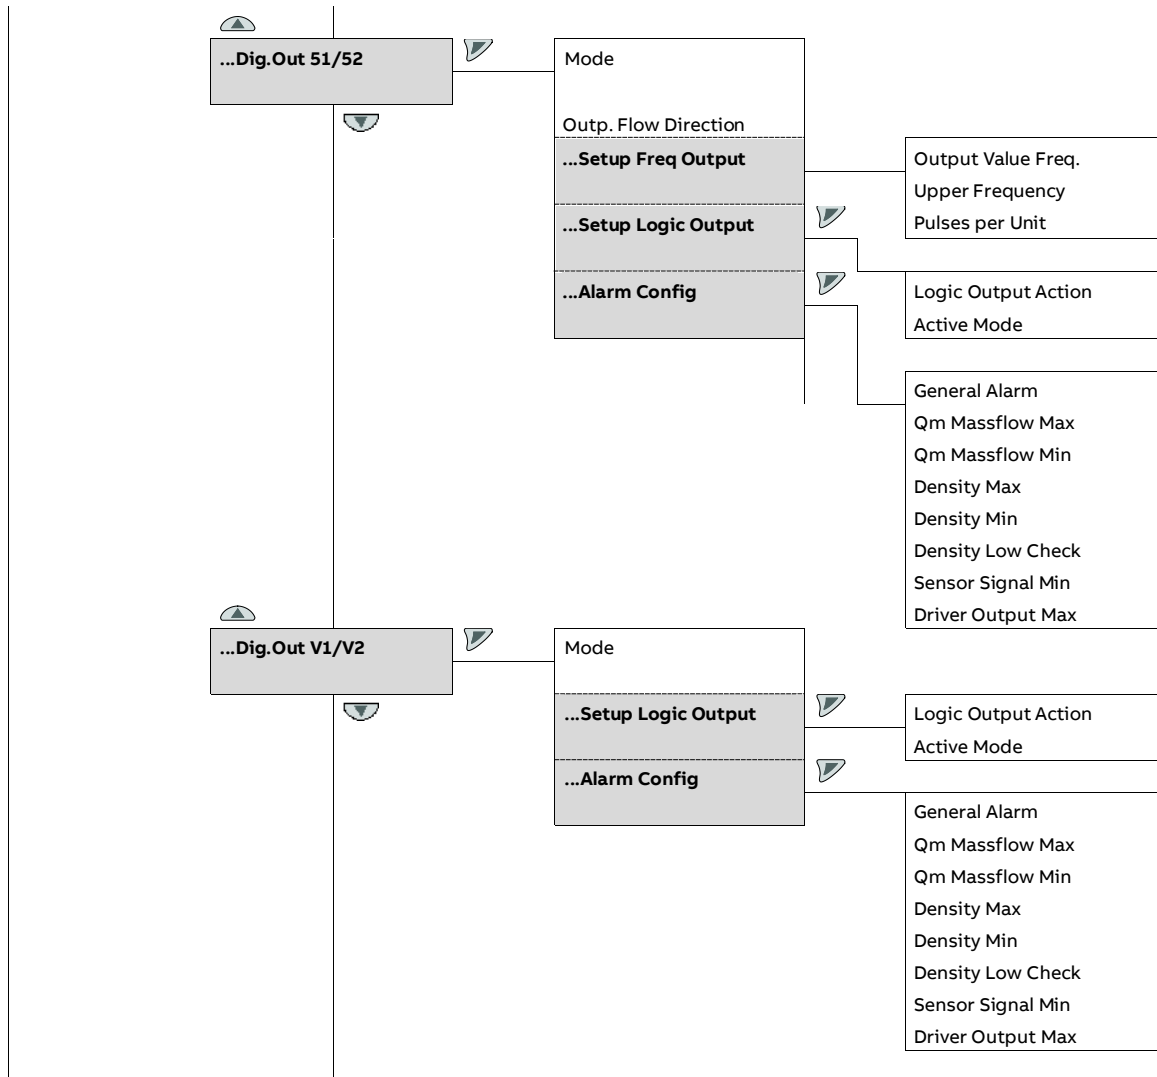 ...Dig.Out 51/52
Mode
Outp. Flow Direction
...Setup Freq Output
Output Value Freq.
Upper Frequency
Pulses per Unit
...Setup Logic Output
Logic Output Action
Active Mode
...Alarm Config
General Alarm
Qm Massflow Max
Qm Massflow Min
Density Max
Density Min
Density Low Check
Sensor Signal Min
Driver Output Max
...Dig.Out V1/V2
Mode
...Setup Logic Output
Logic Output Action
Active Mode
...Alarm Config
General Alarm
Qm Massflow Max
Qm Massflow Min
Density Max
Density Min
Density Low Check
Sensor Signal Min
Driver Output Max